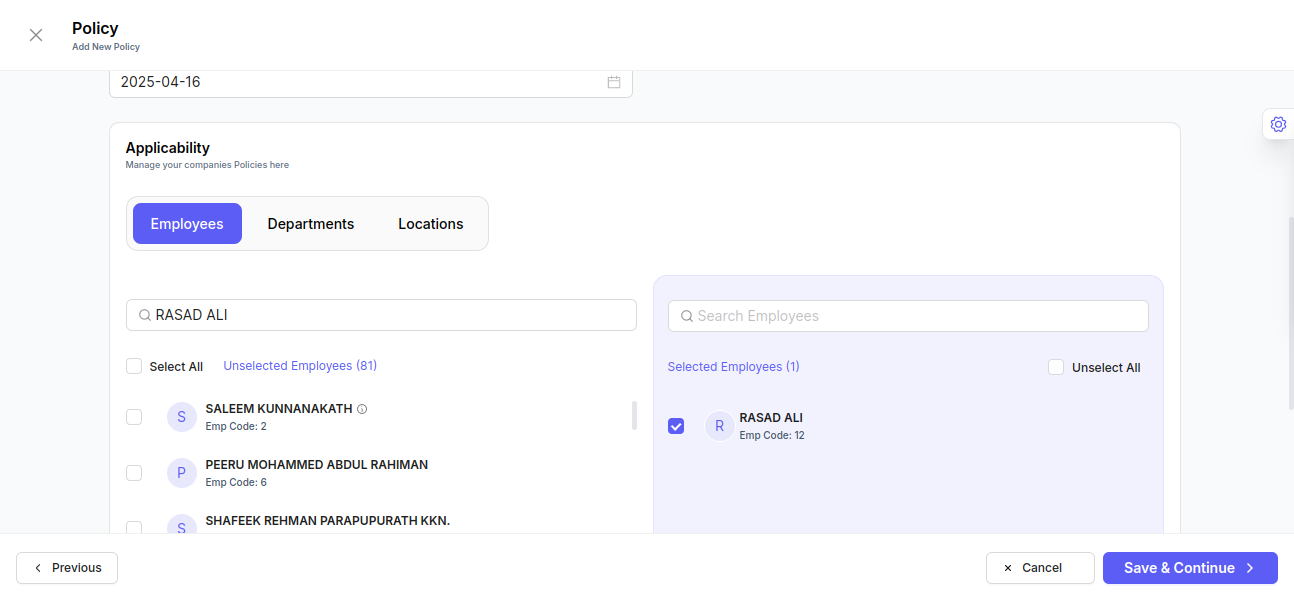 Policy
Add New Policy
2025-04-16
Applicability
Manage your companies Policies here
Employees
Departments
Locations
RASAD ALI
Select All
Unselected Employees (81)
S
SALEEM KUNNANAKATH
Emp Code: 2
P
PEERU MOHAMMED ABDUL RAHIMAN
Emp Code: 6
S
SHAFEEK REHMAN PARAPUPURATH KKN.
Search Employees
Selected Employees (1)
Unselect All
R
RASAD ALI
Emp Code: 12
Previous
Cancel
Save & Continue